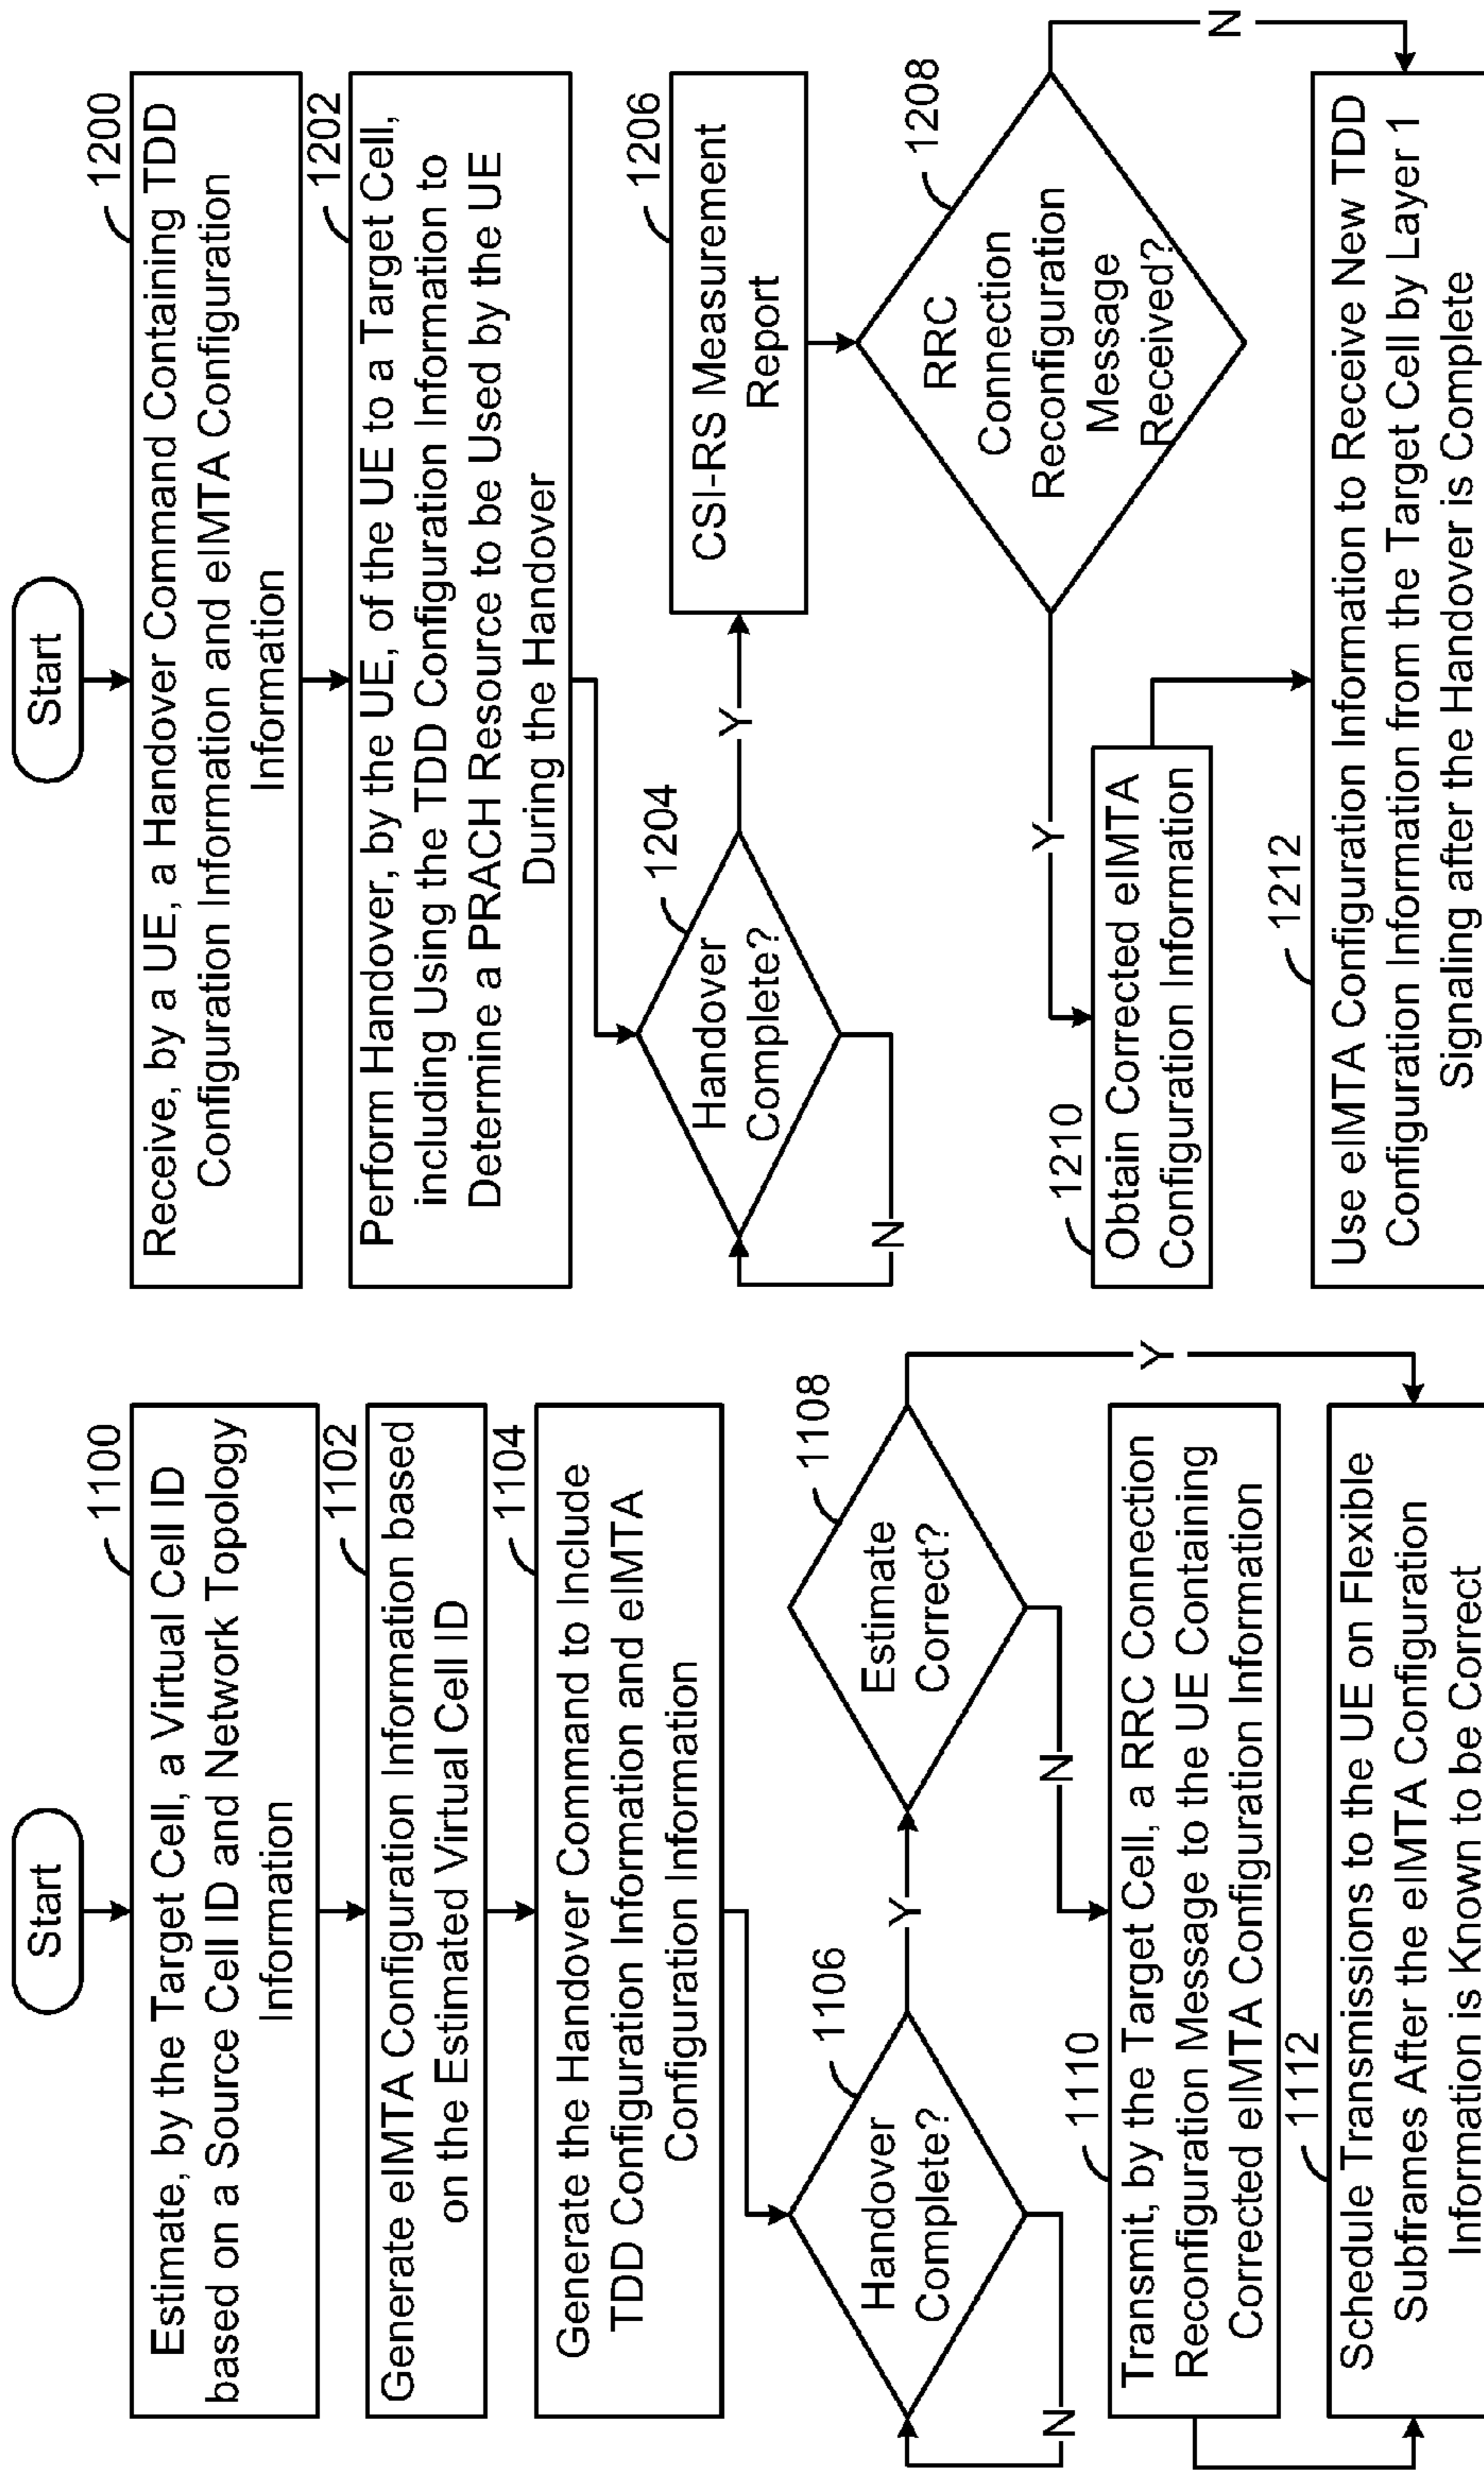 Start
1100
Estimate, by the Target Cell, a Virtual Cell ID
based on a Source Cell ID and Network Topology
Information
1102
Generate eIMTA Configuration Information based
on the Estimated Virtual Cell ID
1104
Generate the Handover Command to Include
TDD Configuration Information and eIMTA
Configuration Information
1106
Handover
Complete?
N
Y
1108
Estimate
Correct?
Y
N
1110
Transmit, by the Target Cell, a RRC Connection
Reconfiguration Message to the UE Containing
Corrected eIMTA Configuration Information
1112
Schedule Transmissions to the UE on Flexible
Subframes After the eIMTA Configuration
Information is Known to be Correct
Start
1200
Receive, by a UE, a Handover Command Containing TDD
Configuration Information and eIMTA Configuration
Information
1202
Perform Handover, by the UE, of the UE to a Target Cell,
including Using the TDD Configuration Information to
Determine a PRACH Resource to be Used by the UE
During the Handover
1204
Handover
Complete?
N
Y
1206
CSI-RS Measurement
Report
1208
RRC
Connection
Reconfiguration
Message
Received?
Y
N
1210
Obtain Corrected eIMTA
Configuration Information
1212
Use eIMTA Configuration Information to Receive New TDD
Configuration Information from the Target Cell by Layer 1
Signaling after the Handover is Complete